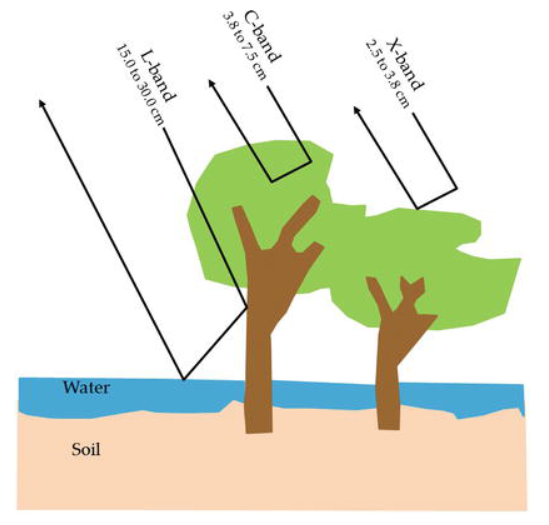 L-band
15.0 to 30.0 cm
C-band
3.8 to 7.5 cm
X-band
2.5 to 3.8 cm
Water
Soil